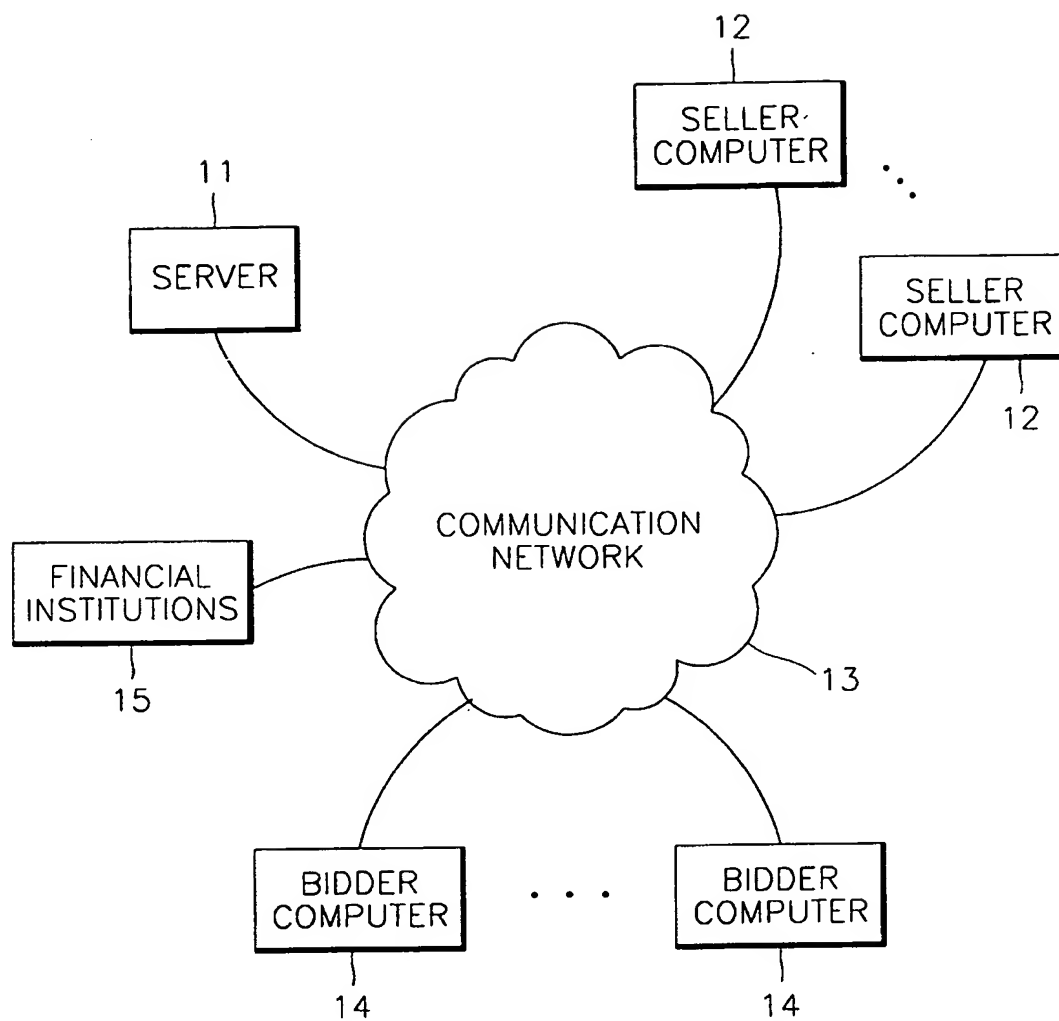 12
SELLER
COMPUTER
11
SERVER
SELLER
COMPUTER
12
COMMUNICATION
NETWORK
FINANCIAL
INSTITUTIONS
15
13
BIDDER
COMPUTER
14
BIDDER
COMPUTER
14